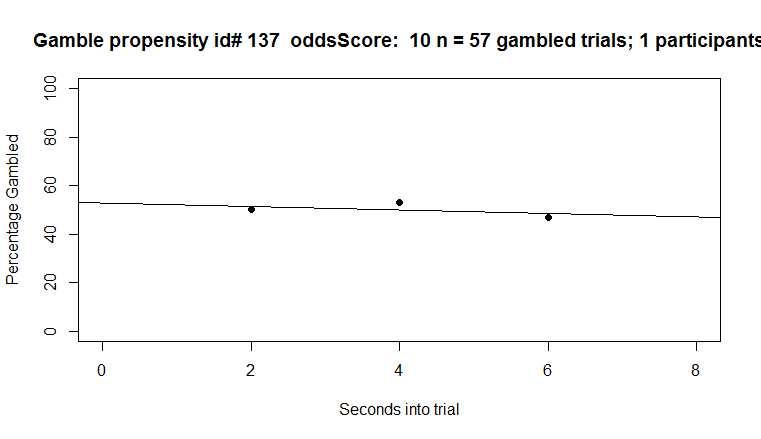 Gamble propensity id# 137  oddsScore:  10 n = 57 gambled trials; 1 participants
Percentage Gambled
100
80
60
40
20
0
0 2 4 6 8
Seconds into trial